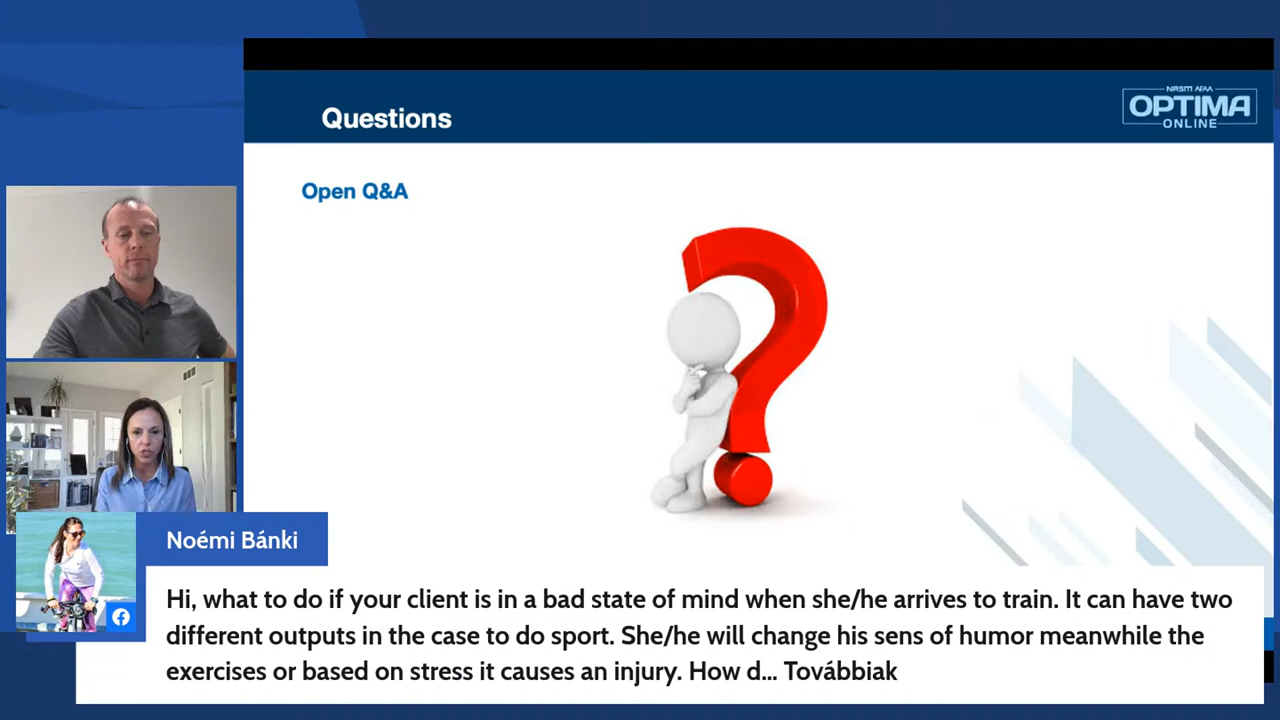 Questions
NASM AFAA
OPTIMA
ONLINE
Open Q&A
Noémi Bánki
Hi, what to do if your client is in a bad state of mind when she/he arrives to train. It can have two
different outputs in the case to do sport. She/he will change his sens of humor meanwhile the
exercises or based on stress it causes an injury. How d... Továbbiak